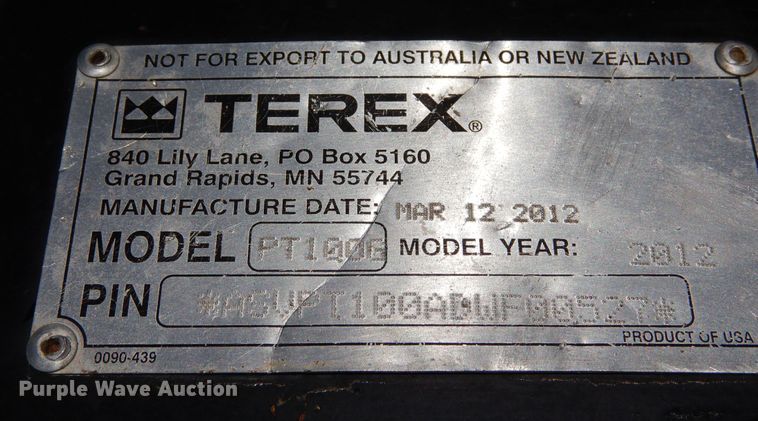 NOT FOR EXPORT TO AUSTRALIA OR NEW ZEALAND
TEREX®
840 Lily Lane, PO Box 5160
Grand Rapids, MN 55744
MANUFACTURE DATE: MAR 12 2012
MODEL PT100G MODEL YEAR: 2012
PIN
PRODUCT OF USA
0090-439
Purple Wave Auction